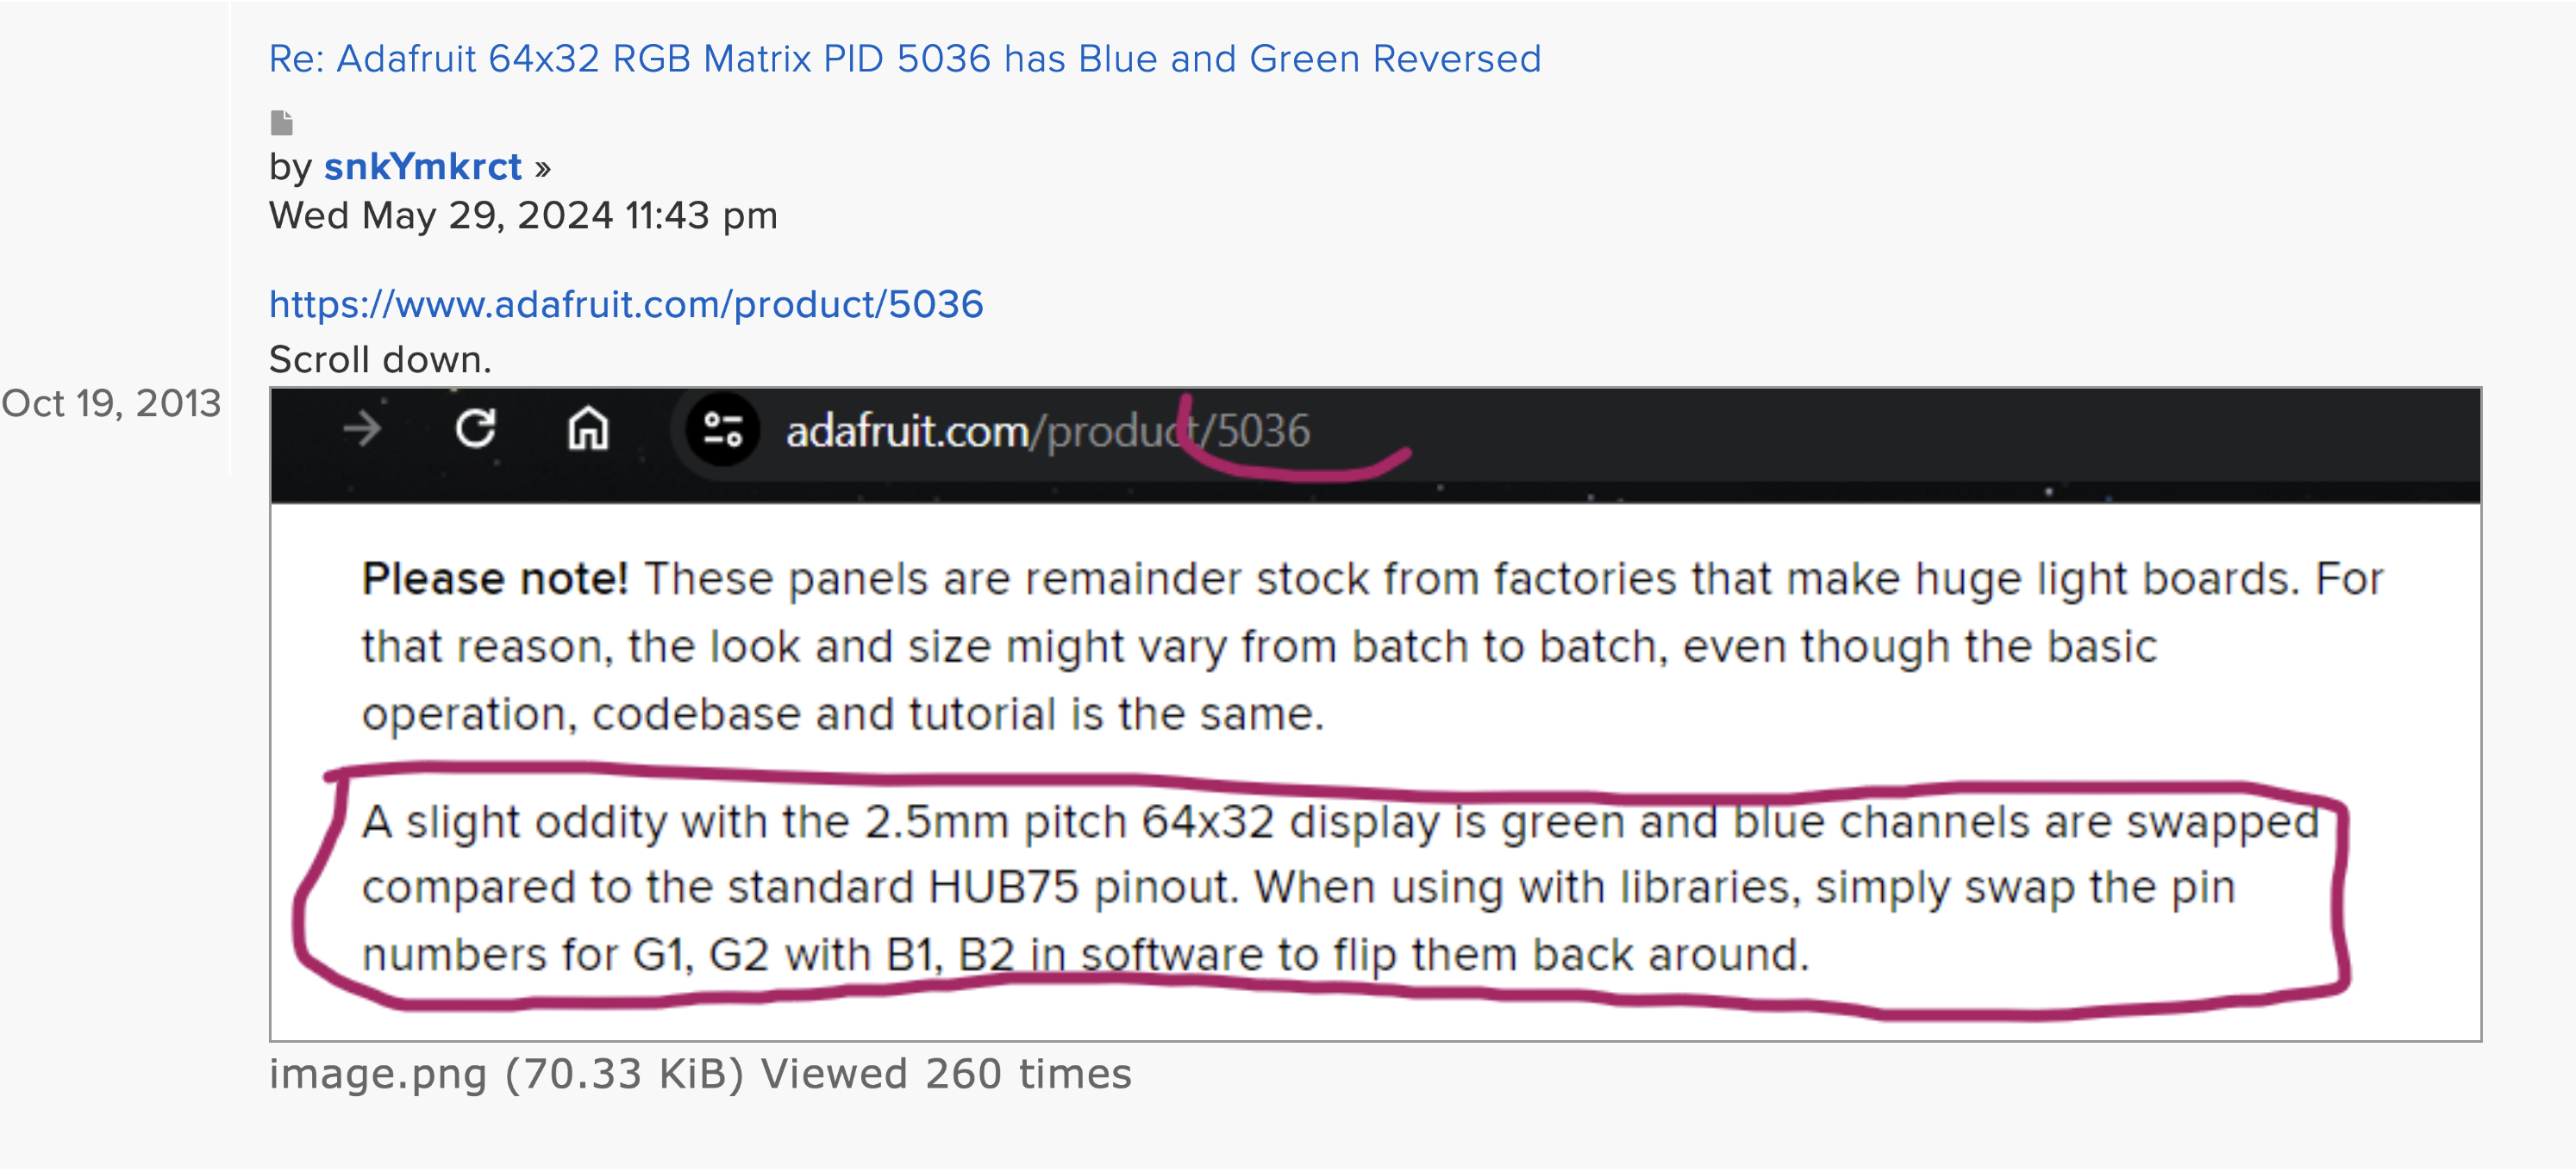 Re: Adafruit 64x32 RGB Matrix PID 5036 has Blue and Green Reversed
by snkYmkrct »
Wed May 29, 2024 11:43 pm
https://www.adafruit.com/product/5036
Scroll down.
Oct 19, 2013
adafruit.com/product/5036
Please note! These panels are remainder stock from factories that make huge light boards. For
that reason, the look and size might vary from batch to batch, even though the basic
operation, codebase and tutorial is the same.
A slight oddity with the 2.5mm pitch 64x32 display is green and blue channels are swapped
compared to the standard HUB75 pinout. When using with libraries, simply swap the pin
numbers for G1, G2 with B1, B2 in software to flip them back around.
image.png (70.33 KiB) Viewed 260 times